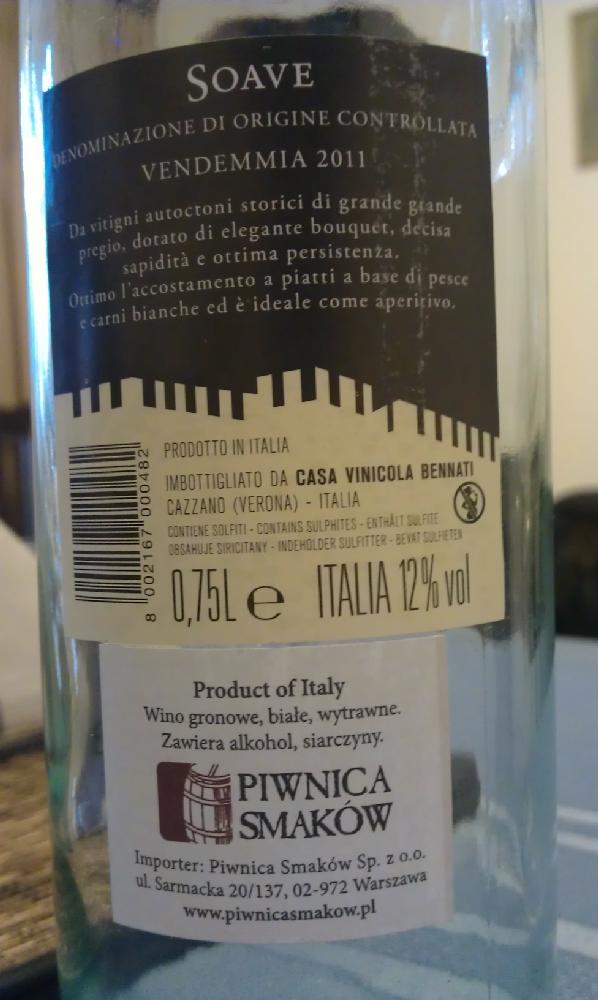 SOAVE
DENOMINAZIONE DI ORIGINE CONTROLLATA
VENDEMMIA 2011
Da vitigni autoctoni storici di grande grande
pregio, dotato di elegante bouquet, decisa
sapidità e ottima persistenza.
Ottimo l'accostamento a piatti a base di pesce
e carni bianche ed è ideale come aperitivo.
8 002167 000482
PRODOTTO IN ITALIA
IMBOTTIGLIATO DA CASA VINICOLA BENNATI
CAZZANO (VERONA) - ITALIA
CONTIENE SOLFITI - CONTAINS SULPHITES - ENTHÄLT SULFITE
OBSAHUJE SIRICITANY - INDEHOLDER SULFITTER - BEVAT SULFIETEN
0,75L e ITALIA 12% vol
Product of Italy
Wino gronowe, białe, wytrawne.
Zawiera alkohol, siarczyny.
PIWNICA
SMAKÓW
Importer: Piwnica Smaków Sp. z o.o.
ul. Sarmacka 20/137, 02-972 Warszawa
www.piwnicasmakow.pl